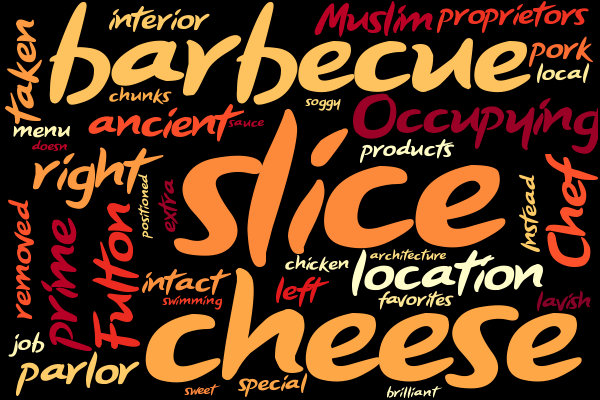 interior
Muslim
proprietors
taken
barbecue
pork
local
chunks
soggy
menu
ancient
sauce
Occupying
doesn
products
right
slice
positioned
extra
Instead
Chef
removed
prime
Fulton
chicken
architecture
intact
left
location
swimming
favorites
lavish
job
cheese
parlor
sweet
special
brilliant